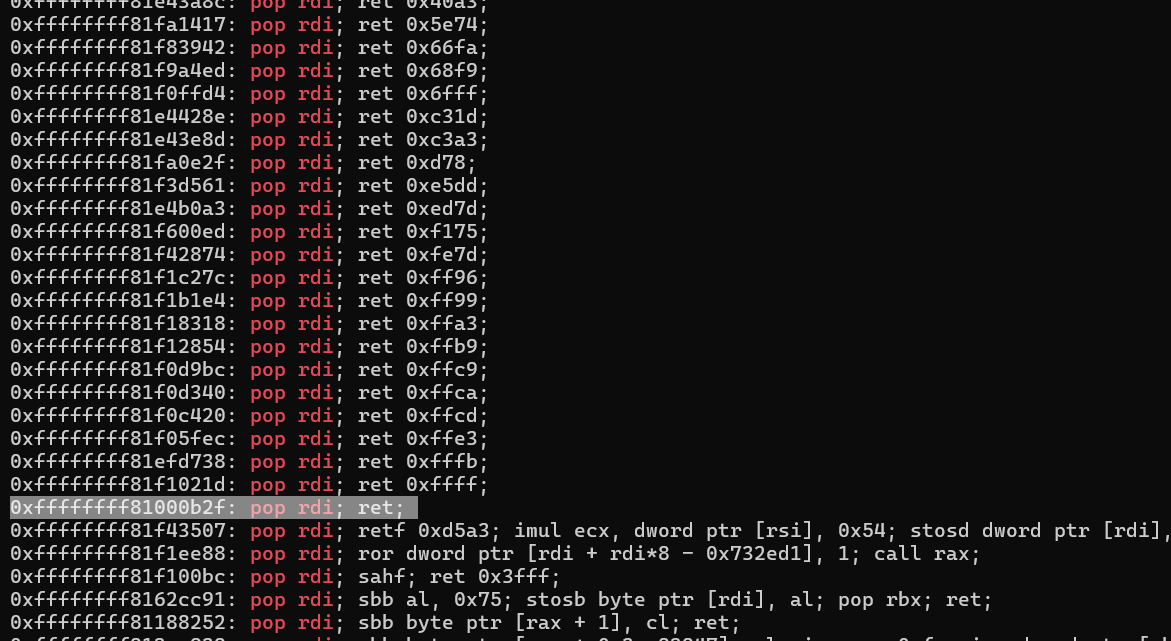 0xffffffff81e43a8c: pop rdi; ret 0x40a3;
0xffffffff81fa1417: pop rdi; ret 0x5e74;
0xffffffff81f83942: pop rdi; ret 0x66fa;
0xffffffff81f9a4ed: pop rdi; ret 0x68f9;
0xffffffff81f0ffd4: pop rdi; ret 0x6fff;
0xffffffff81e4428e: pop rdi; ret 0xc31d;
0xffffffff81e43e8d: pop rdi; ret 0xc3a3;
0xffffffff81fa0e2f: pop rdi; ret 0xd78;
0xffffffff81f3d561: pop rdi; ret 0xe5dd;
0xffffffff81e4b0a3: pop rdi; ret 0xed7d;
0xffffffff81f600ed: pop rdi; ret 0xf175;
0xffffffff81f42874: pop rdi; ret 0xfe7d;
0xffffffff81f1c27c: pop rdi; ret 0xff96;
0xffffffff81f1b1e4: pop rdi; ret 0xff99;
0xffffffff81f18318: pop rdi; ret 0xffa3;
0xffffffff81f12854: pop rdi; ret 0xffb9;
0xffffffff81f0d9bc: pop rdi; ret 0xffc9;
0xffffffff81f0d340: pop rdi; ret 0xffca;
0xffffffff81f0c420: pop rdi; ret 0xffcd;
0xffffffff81f05fec: pop rdi; ret 0xffe3;
0xffffffff81efd738: pop rdi; ret 0xfffb;
0xffffffff81f1021d: pop rdi; ret 0xffff;
0xffffffff81000b2f: pop rdi; ret;
0xffffffff81f43507: pop rdi; retf 0xd5a3; imul ecx, dword ptr [rsi], 0x54; stosd dword ptr [rdi],
0xffffffff81f1ee88: pop rdi; ror dword ptr [rdi + rdi*8 - 0x732ed1], 1; call rax;
0xffffffff81f100bc: pop rdi; sahf; ret 0x3fff;
0xffffffff8162cc91: pop rdi; sbb al, 0x75; stosb byte ptr [rdi], al; pop rbx; ret;
0xffffffff81188252: pop rdi; sbb byte ptr [rax + 1], cl; ret;